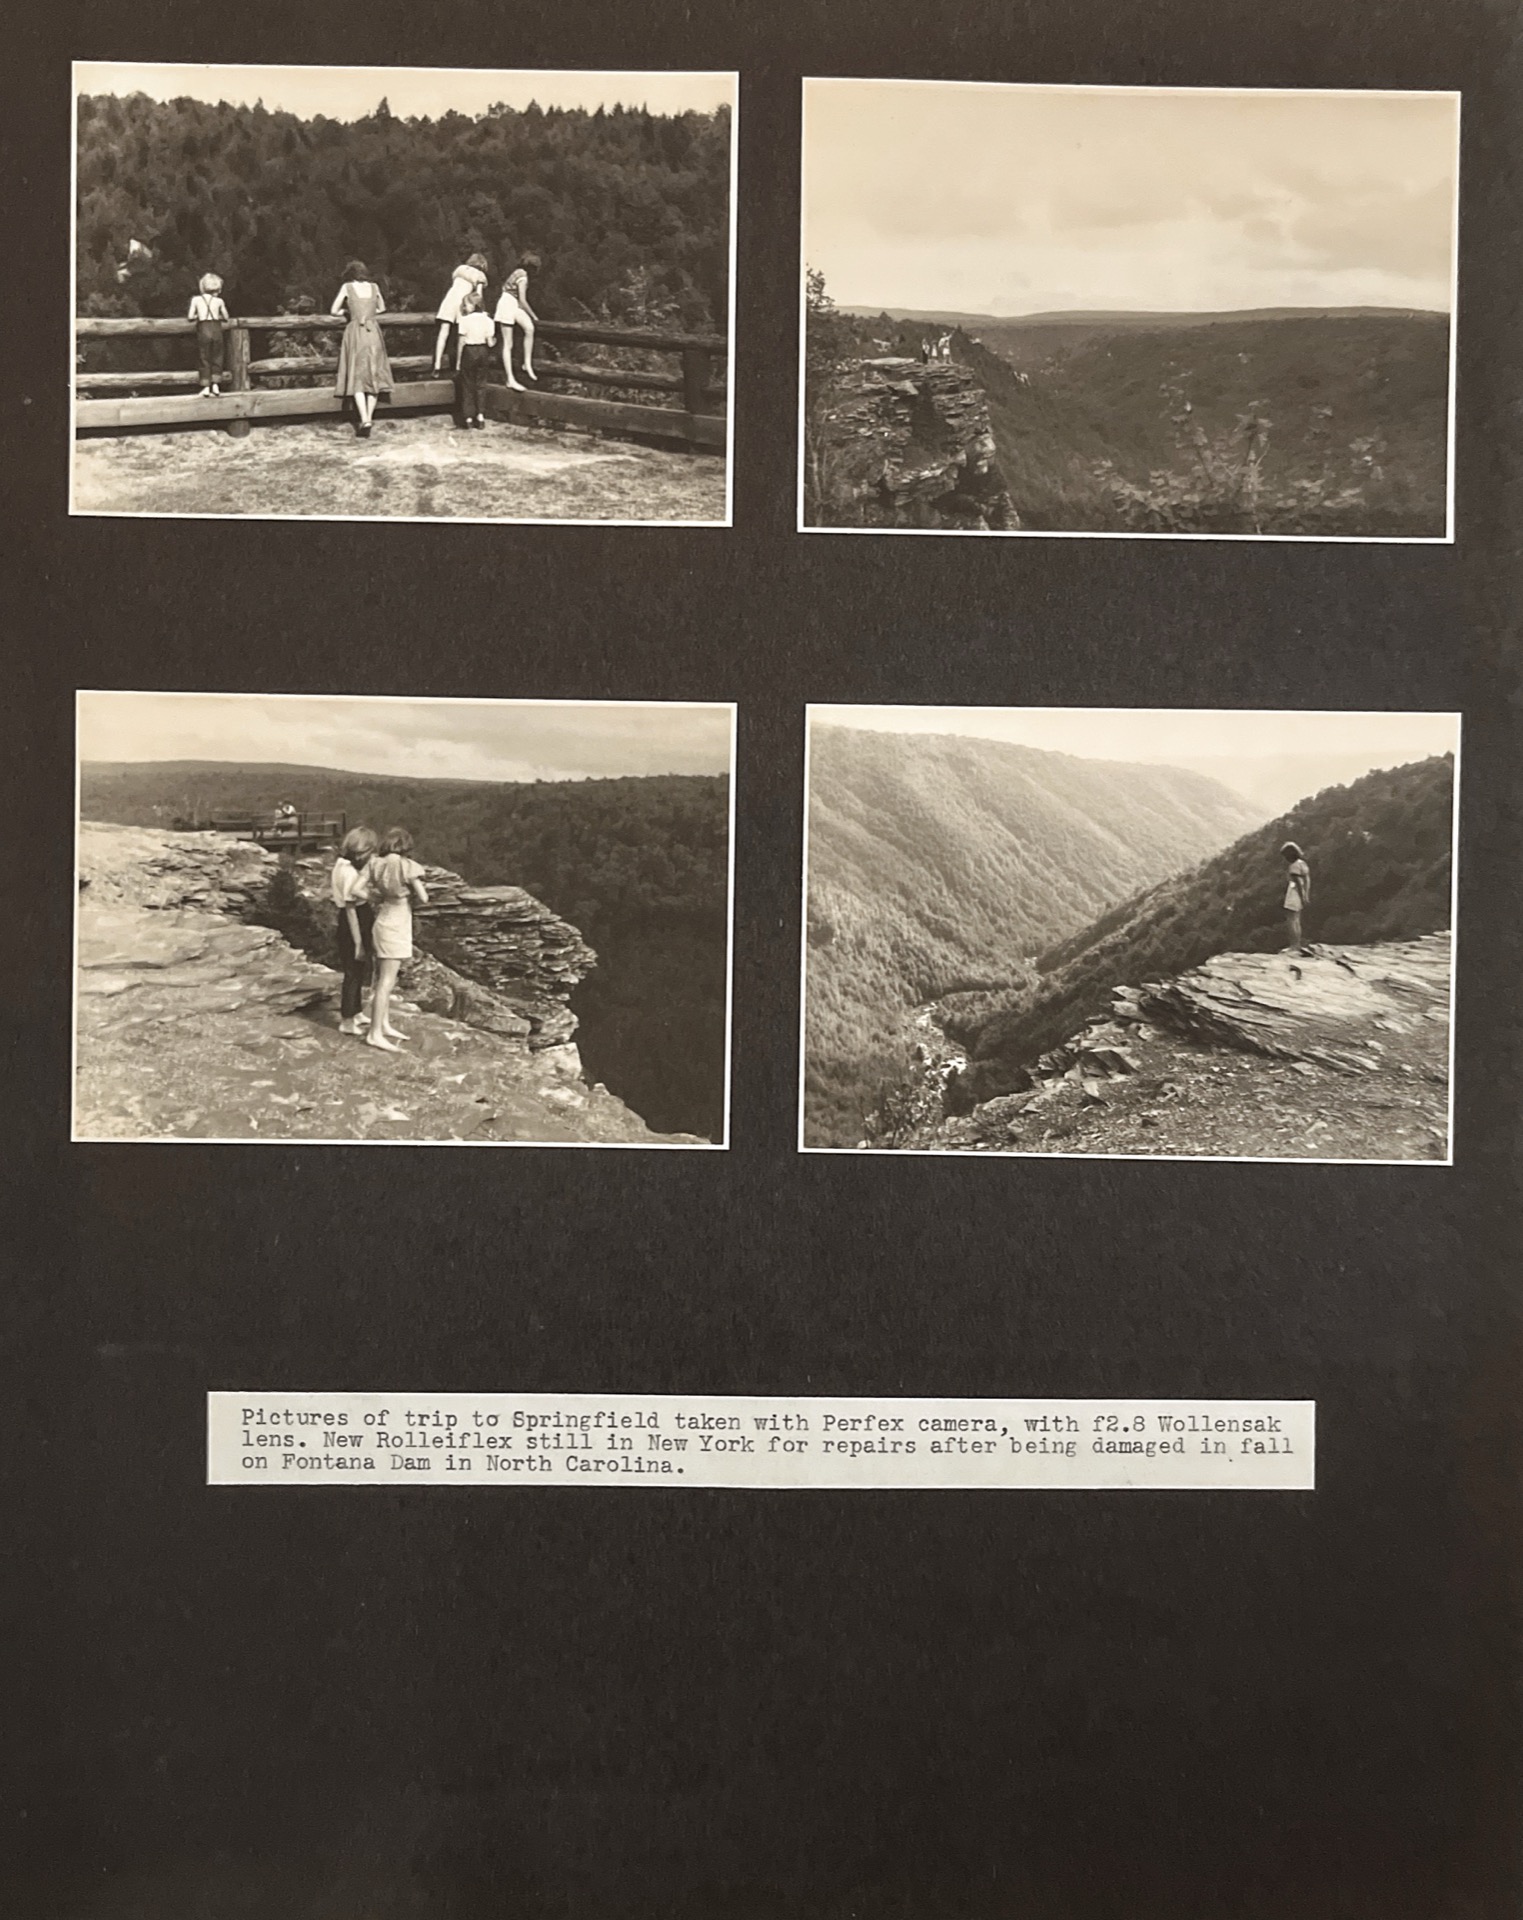 Pictures of trip to Springfield taken with Perfex camera, with f2.8 Wollensak
lens. New Rolleiflex still in New York for repairs after being damaged in fall
on Fontana Dam in North Carolina.